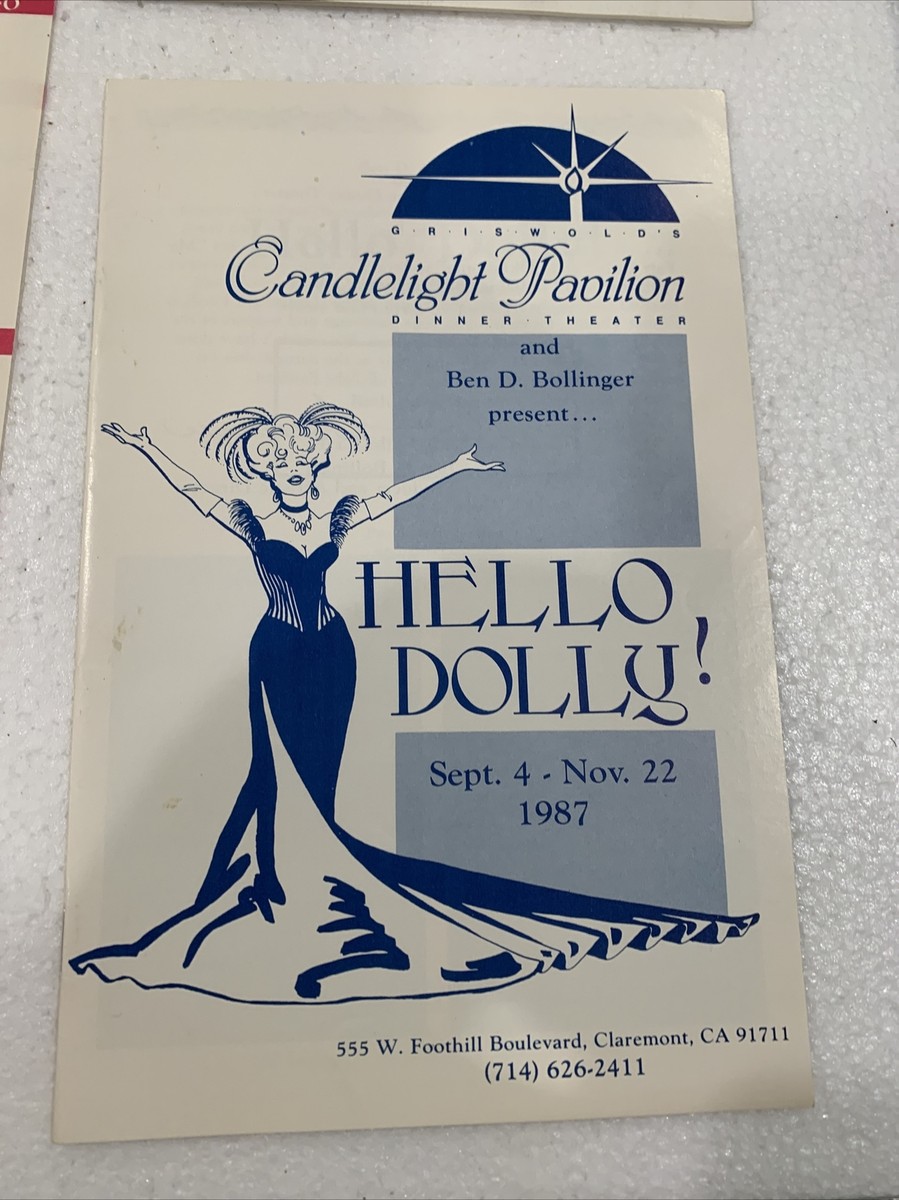 G·R·I·S·W·O·L·D'S
Candlelight Pavilion
DINNER·THEATER
and
Ben D. Bollinger
present...
HELLO
DOLLY!
Sept. 4 - Nov. 22
1987
555 W. Foothill Boulevard, Claremont, CA 91711
(714) 626-2411